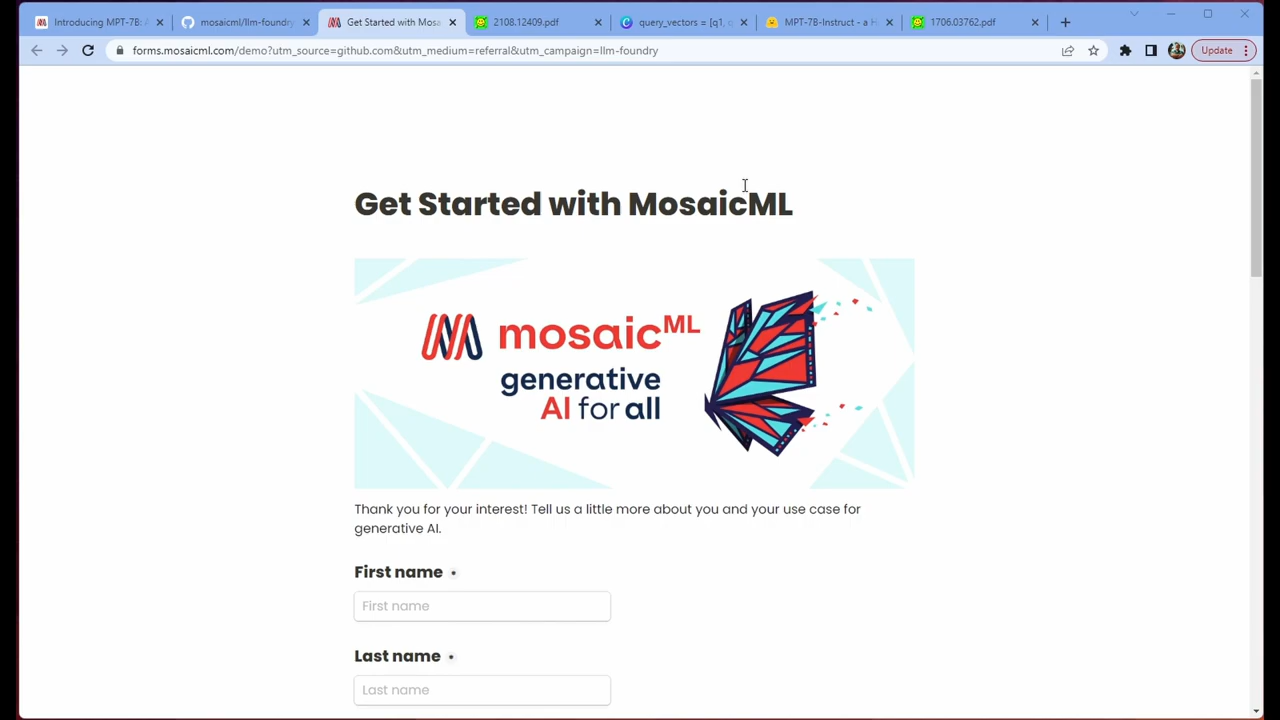 Introducing MPT-7B: A
mosaicml/llm-foundry
Get Started with Mosa
2108.12409.pdf
query_vectors = [q1, q
MPT-7B-Instruct - a H
1706.03762.pdf
forms.mosaicml.com/demo?utm_source=github.com&utm_medium=referral&utm_campaign=llm-foundry
Update
Get Started with MosaicML
mosaicML
generative
AI for all
Thank you for your interest! Tell us a little more about you and your use case for
generative AI.
First name
First name
Last name
Last name